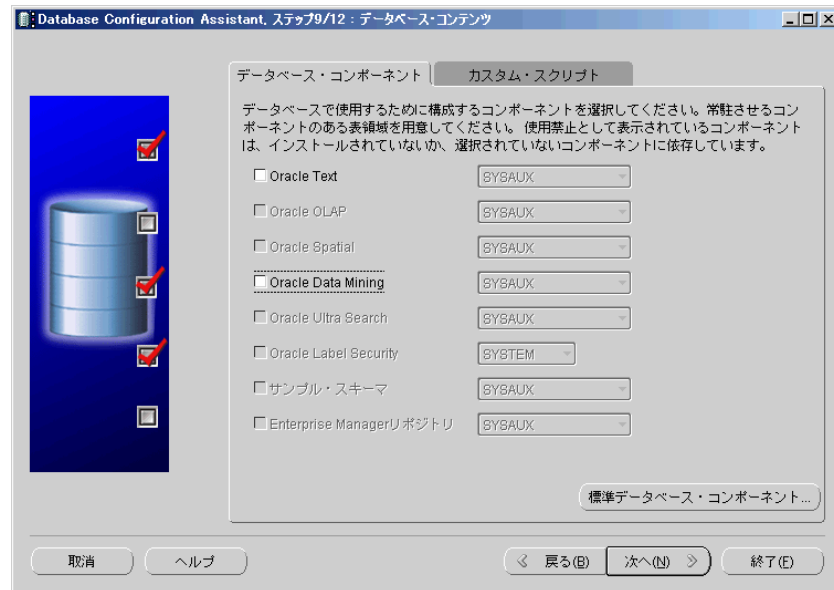 Database Configuration Assistant, ステップ9/12 : データベース・コンテンツ
データベース・コンポーネント
カスタム・スクリプト
データベースで使用するために構成するコンポーネントを選択してください。常駐させるコン
ポーネントのある表領域を用意してください。 使用禁止として表示されているコンポーネント
は、インストールされていないか、選択されていないコンポーネントに依存しています。
Oracle Text SYSAUX
Oracle OLAP SYSAUX
Oracle Spatial SYSAUX
Oracle Data Mining SYSAUX
Oracle Ultra Search SYSAUX
Oracle Label Security SYSTEM
サンプル・スキーマ SYSAUX
Enterprise Managerリポジトリ SYSAUX
標準データベース・コンポーネント...
取消 ヘルプ 戻る(B) 次へ(N) 終了(F)